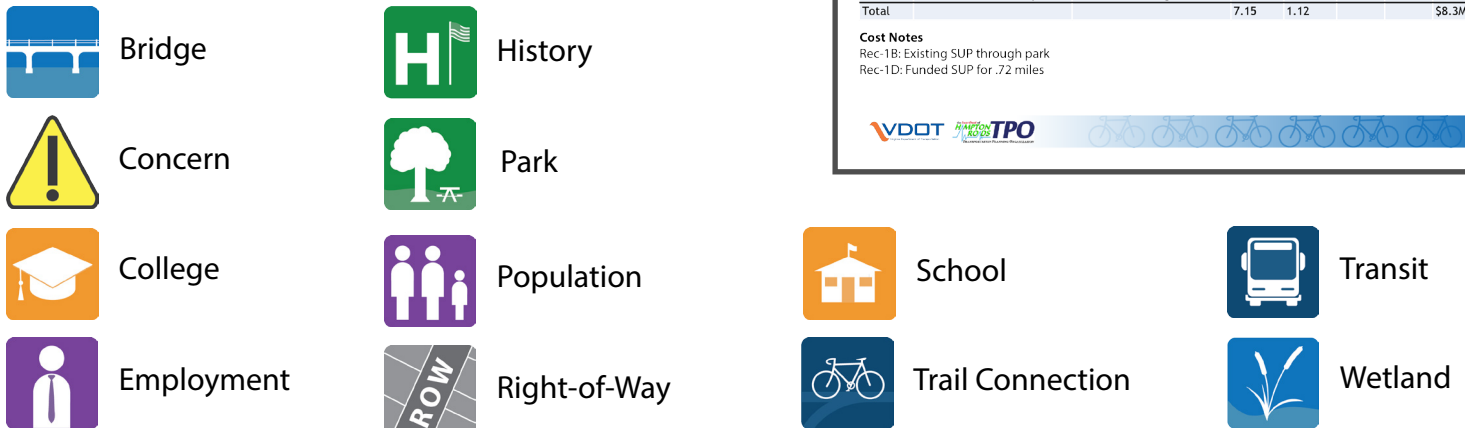 Total 7.15 1.12 $8.3M
Cost Notes
Rec-1B: Existing SUP through park
Rec-1D: Funded SUP for .72 miles
VDOT
HAMPTON
ROADS
TPO
Bridge
Concern
College
Employment
H
History
Park
Population
ROW
Right-of-Way
School
Trail Connection
Transit
Wetland